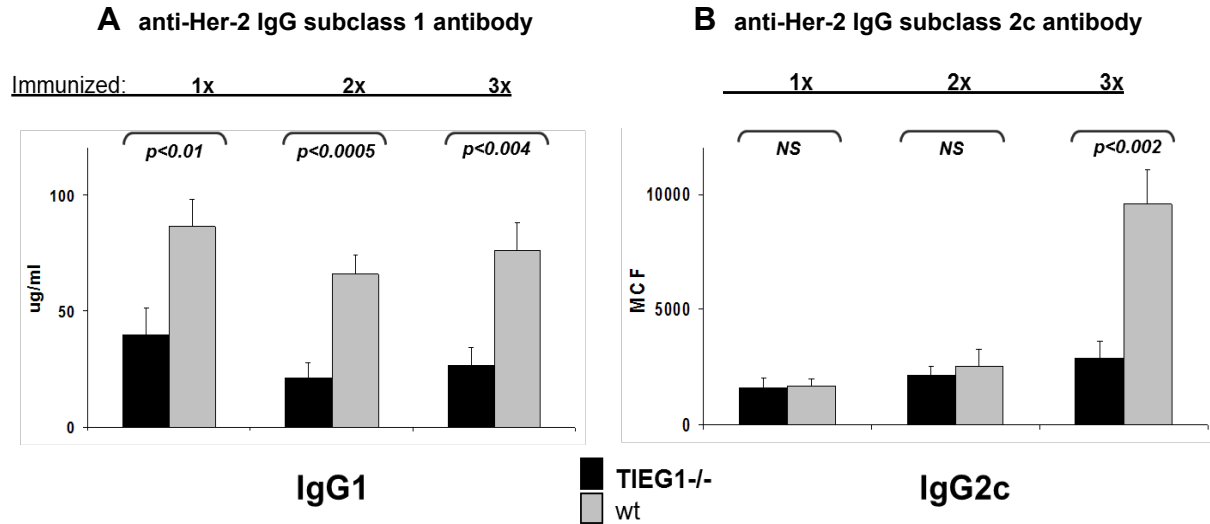 A anti-Her-2 IgG subclass 1 antibody
B anti-Her-2 IgG subclass 2c antibody
Immunized: 1x 2x 3x
1x 2x 3x
p<0.01 p<0.0005 p<0.004
NS NS p<0.002
100
50
0
ug/ml
10000
5000
0
MCF
IgG1
TIEG1-/-
wt
IgG2c